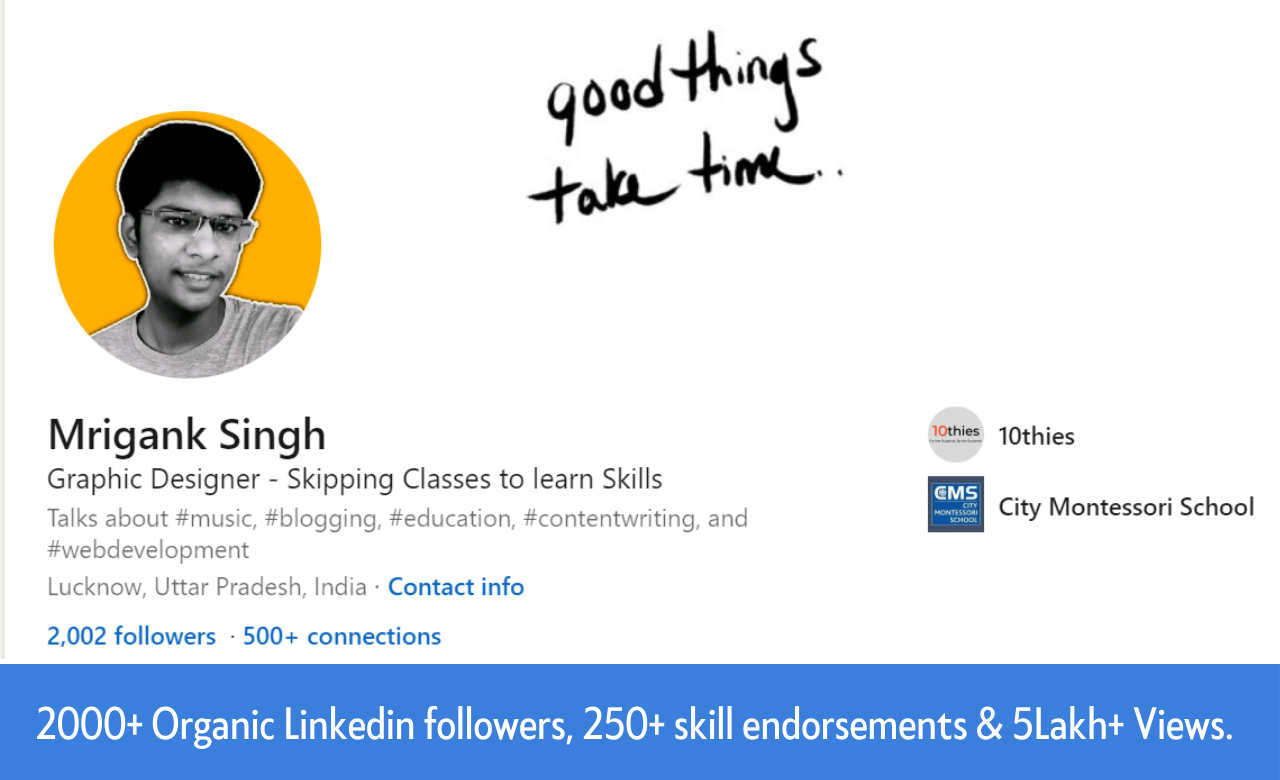 good things
take time..
Mrigank Singh
Graphic Designer - Skipping Classes to learn Skills
Talks about #music, #blogging, #education, #contentwriting, and
#webdevelopment
Lucknow, Uttar Pradesh, India · Contact info
2,002 followers · 500+ connections
10thies
10thies
CMS
CITY
MONTESSORI
SCHOOL
City Montessori School
2000+ Organic Linkedin followers, 250+ skill endorsements & 5Lakh+ Views.